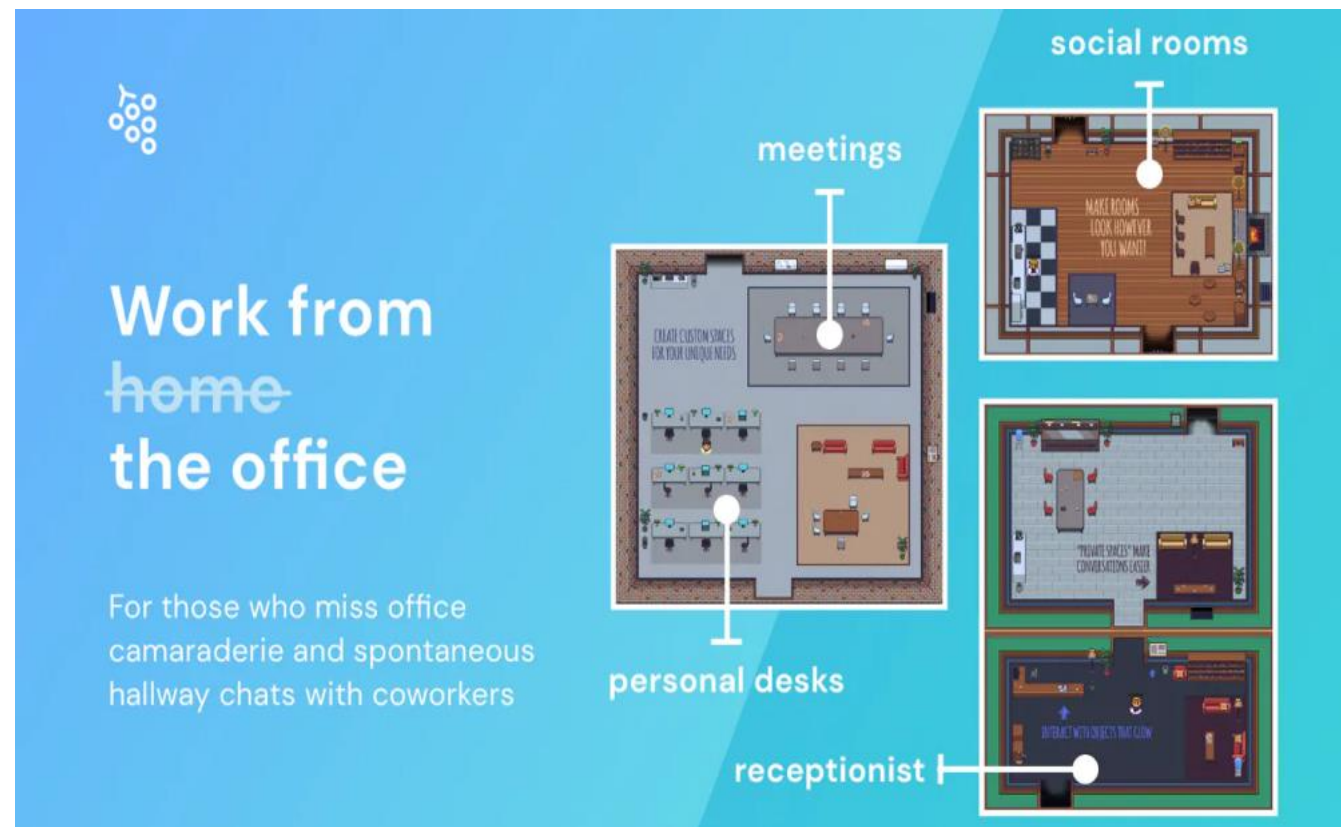 social rooms
meetings
MAKE ROOMS
LOOK HOWEVER
YOU WANT!
CREATE CUSTOM SPACES
FOR YOUR UNIQUE NEEDS
Work from
home
the office
"PRIVATE SPACES" MAKE
CONVERSATIONS EASIER
For those who miss office
camaraderie and spontaneous
hallway chats with coworkers
personal desks
INTERACT WITH OBJECTS THAT GLOW
receptionist